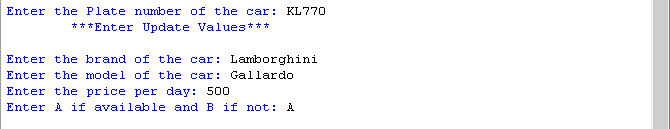 Enter the Plate number of the car: KL770
***Enter Update Values***
Enter the brand of the car: Lamborghini
Enter the model of the car: Gallardo
Enter the price per day: 500
Enter A if available and B if not: A